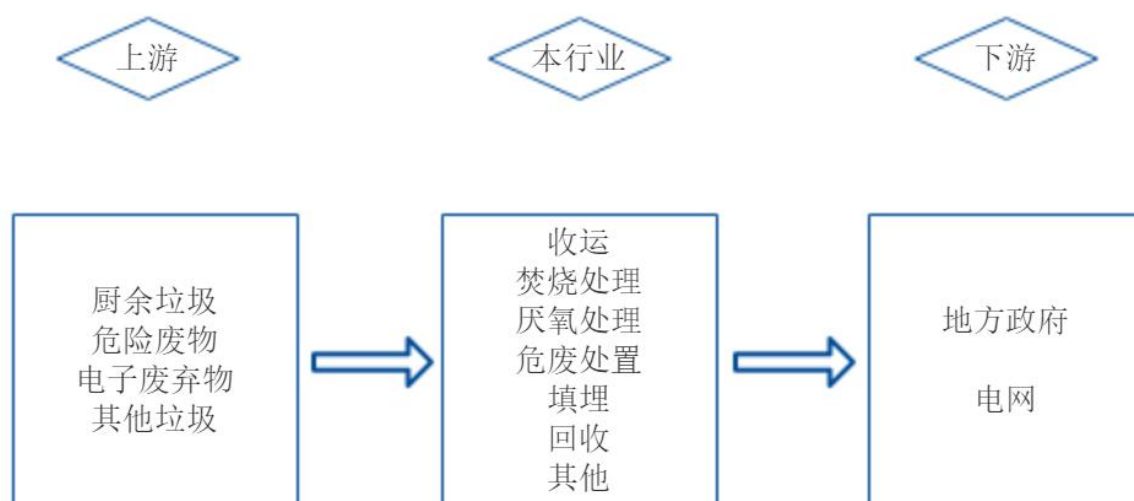 上游
本行业
下游
厨余垃圾
危险废物
电子废弃物
其他垃圾
收运
焚烧处理
厌氧处理
危废处置
填埋
回收
其他
地方政府
电网